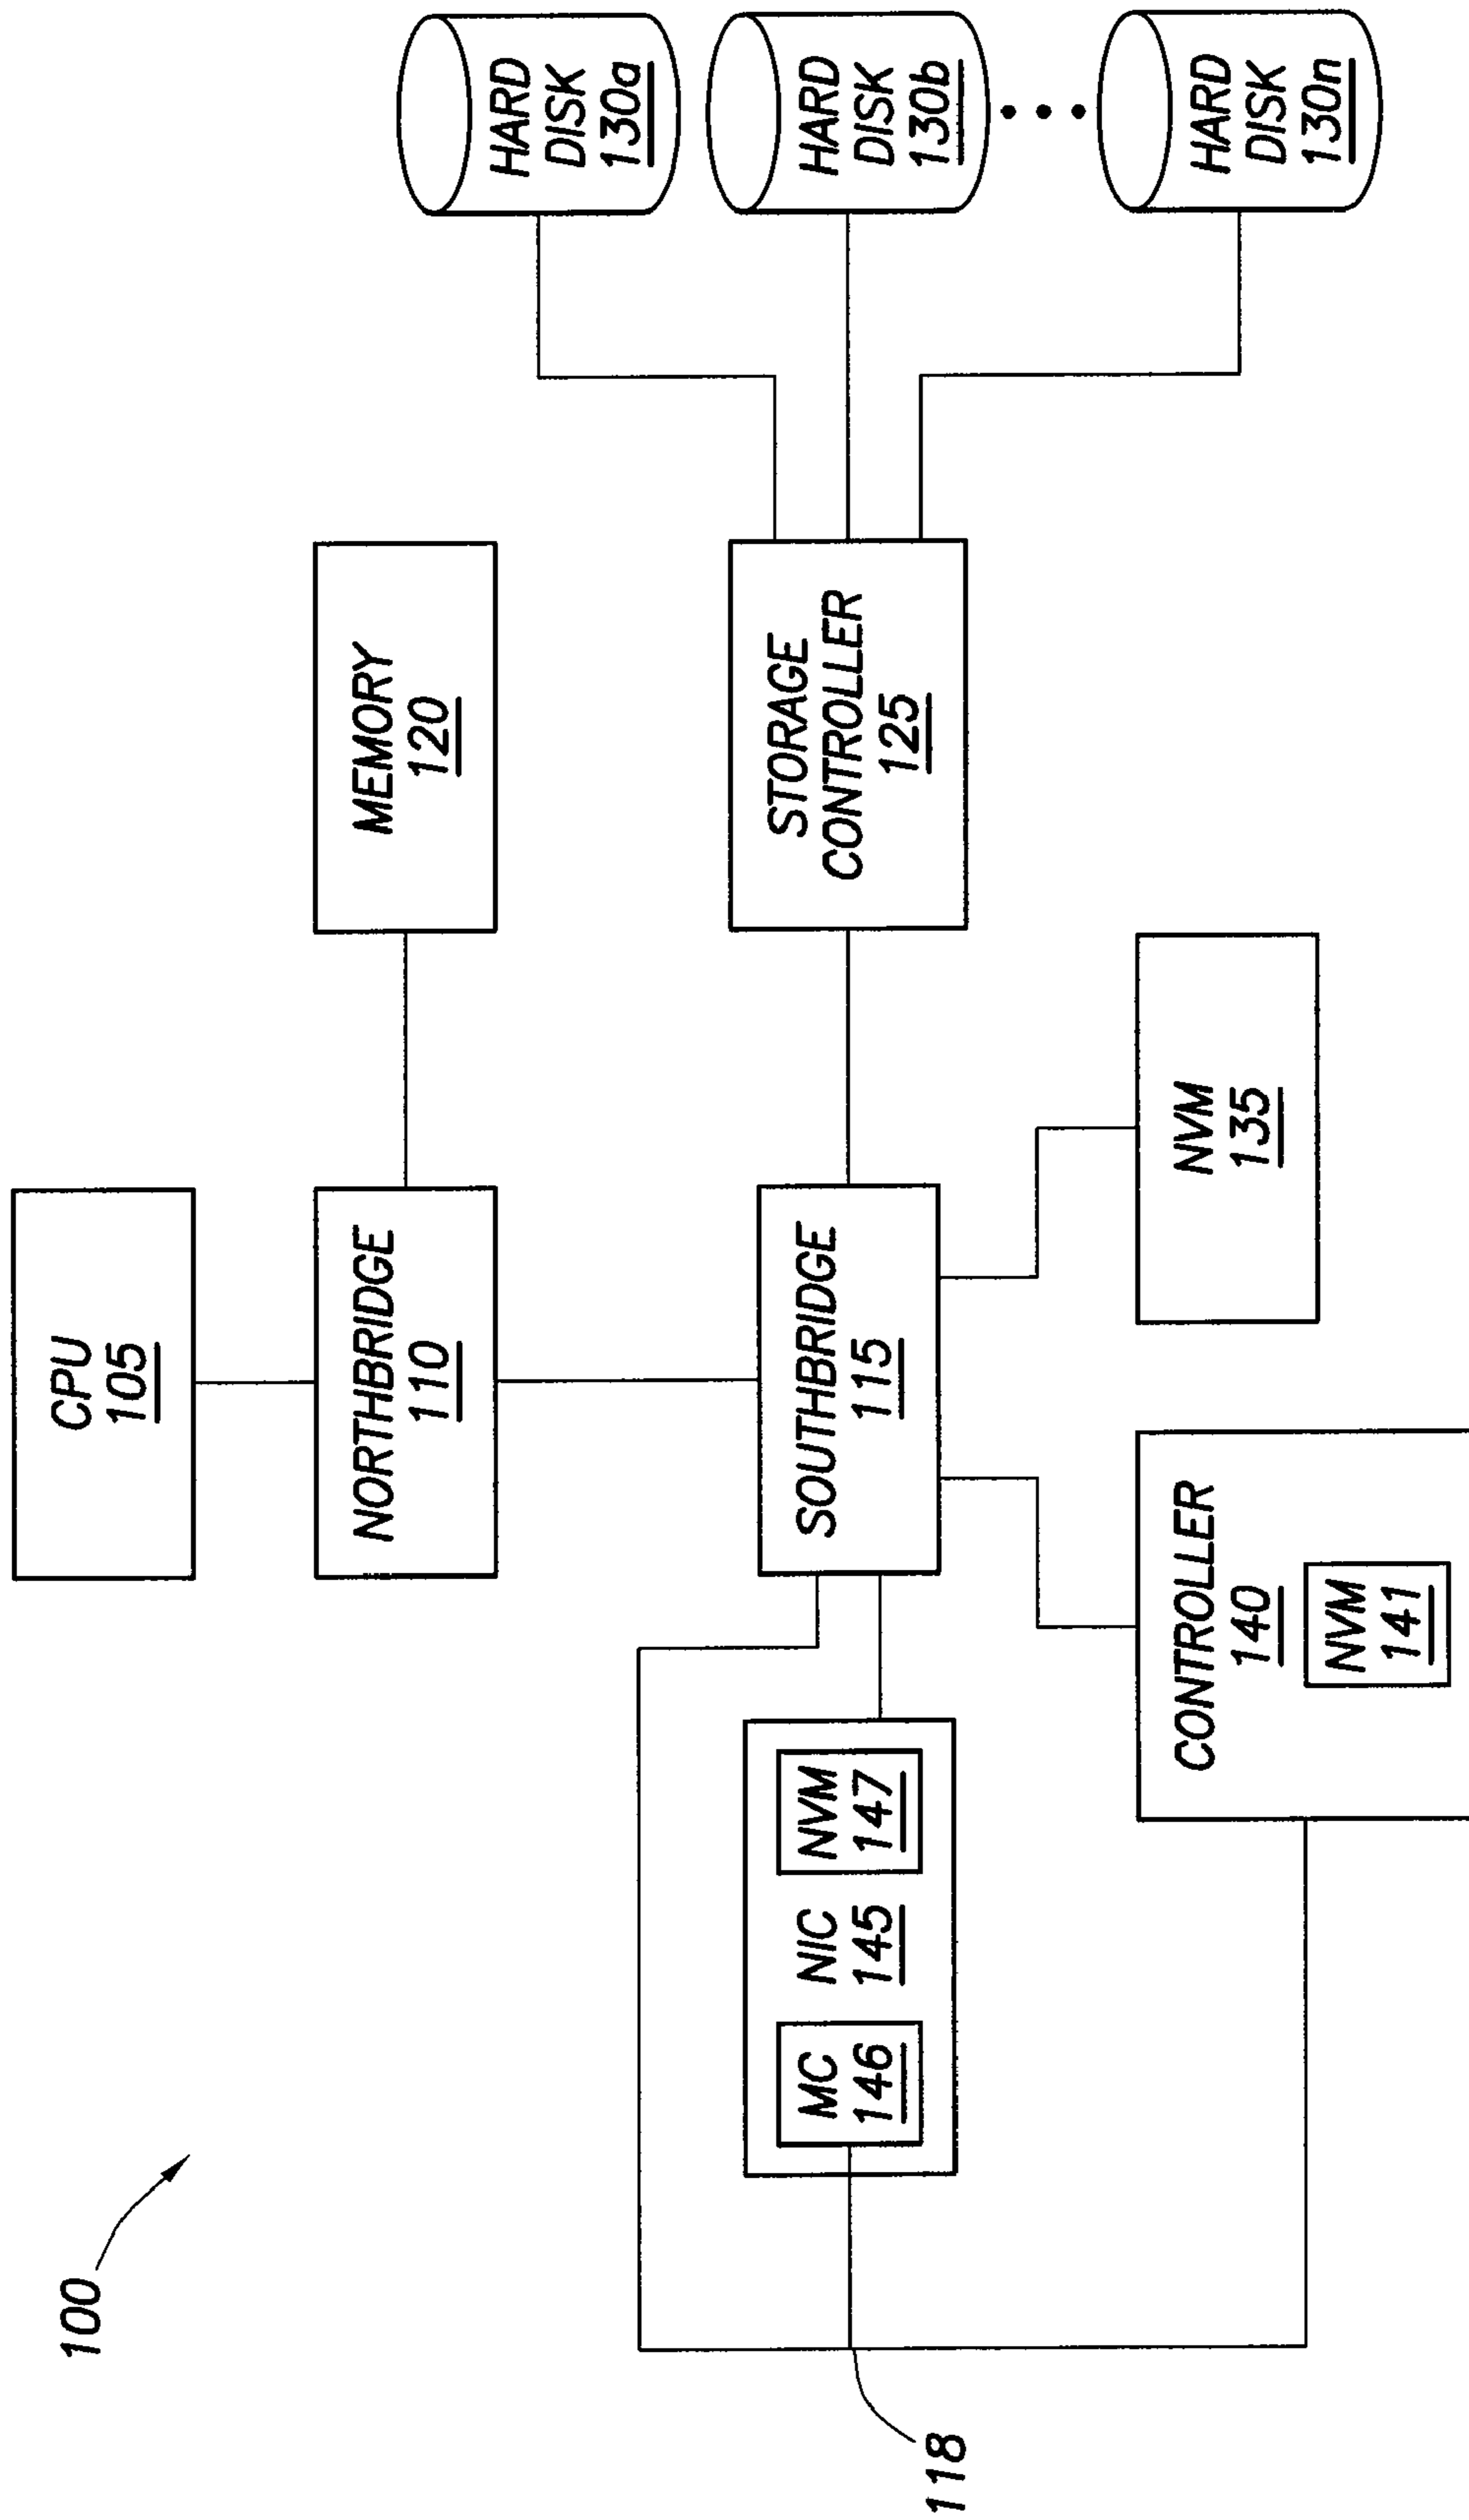 100
CPU
105
NORTHBRIDGE
110
MEMORY
120
HARD
DISK
130a
HARD
DISK
130b
HARD
DISK
130n
118
MC
146
NIC
145
NVM
147
SOUTHBRIDGE
115
STORAGE
CONTROLLER
125
CONTROLLER
140
NVM
141
NVM
135